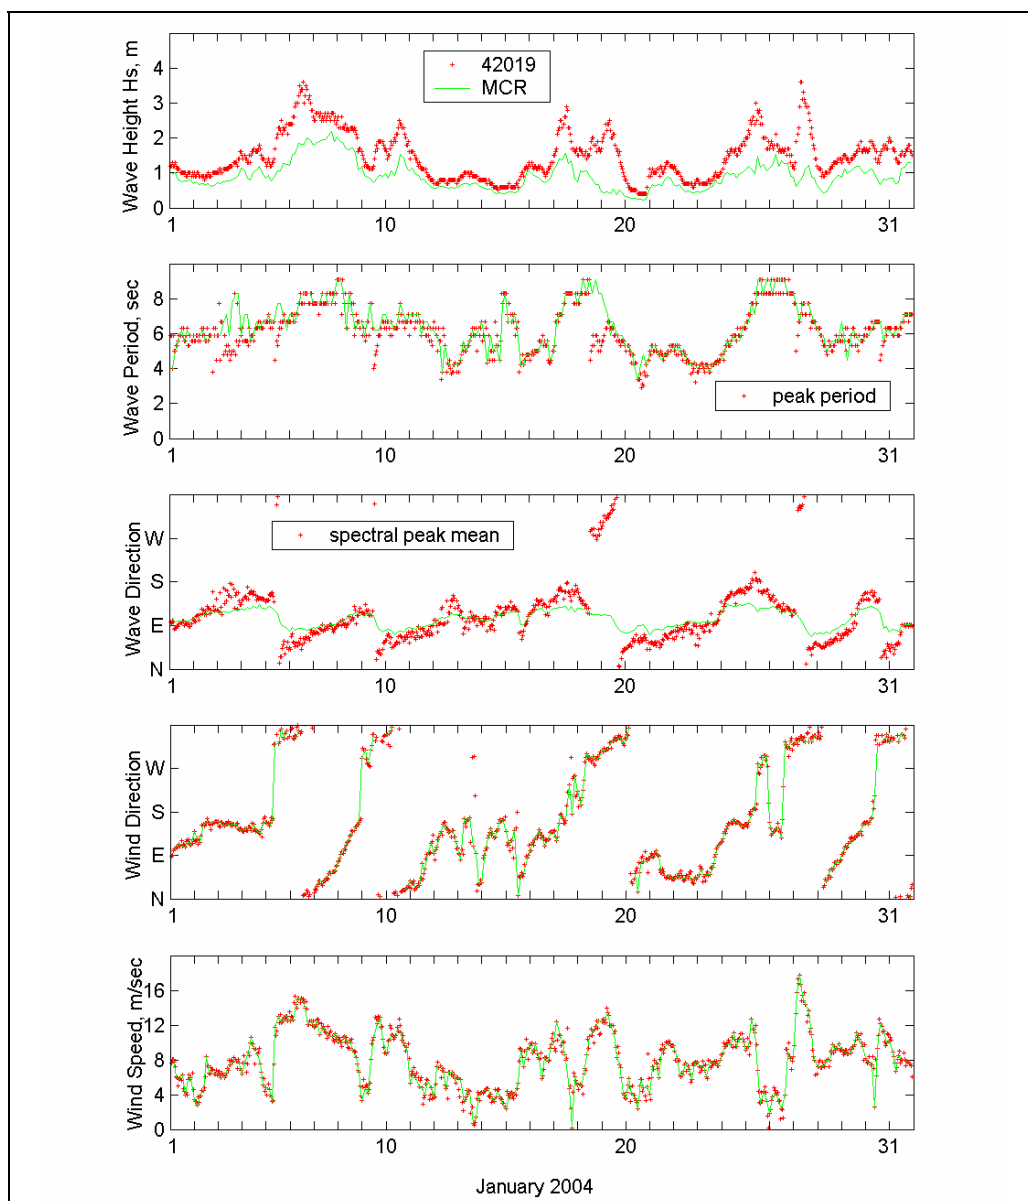 Wave Height Hs, m
4
3
2
1
0
42019
MCR
1 10 20 31
Wave Period, sec
8
6
4
2
0
peak period
1 10 20 31
Wave Direction
W
S
E
N
spectral peak mean
1 10 20 31
Wind Direction
W
S
E
N
1 10 20 31
Wind Speed, m/sec
16
12
8
4
0
1 10 20 31
January 2004